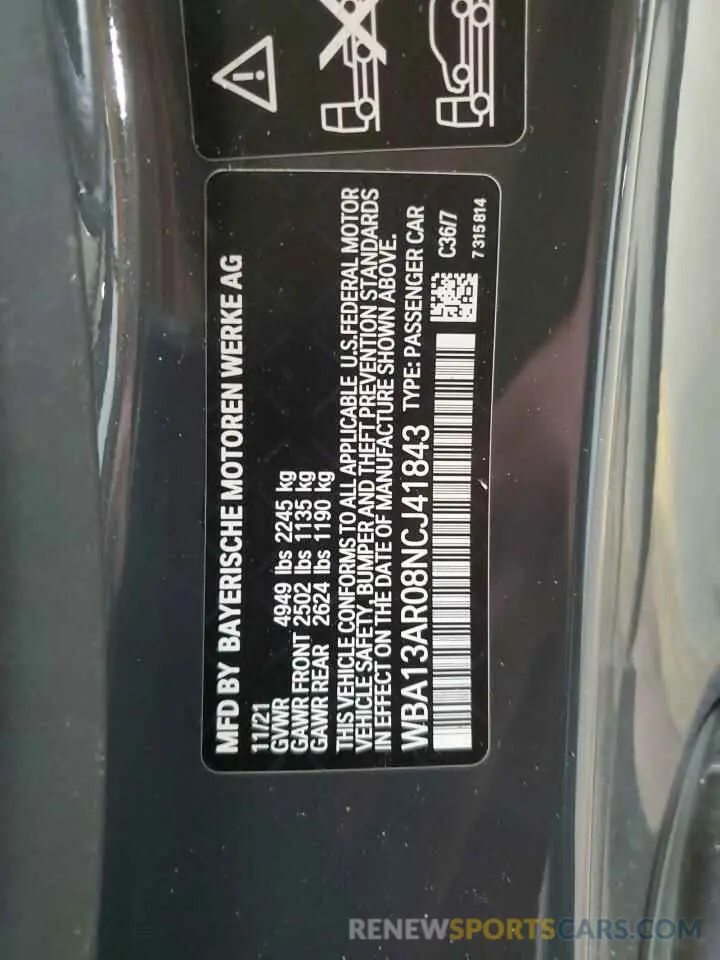 MFD BY BAYERISCHE MOTOREN WERKE AG
11/21
GVWR 4949 lbs 2245 kg
GAWR FRONT 2502 lbs 1135 kg
GAWR REAR 2624 lbs 1190 kg
THIS VEHICLE CONFORMS TO ALL APPLICABLE U.S. FEDERAL MOTOR
VEHICLE SAFETY, BUMPER AND THEFT PREVENTION STANDARDS
IN EFFECT ON THE DATE OF MANUFACTURE SHOWN ABOVE.
WBA13AR08NCJ41843 TYPE: PASSENGER CAR
C36/7
7 315 814
RENEWSPORTSCARS.COM